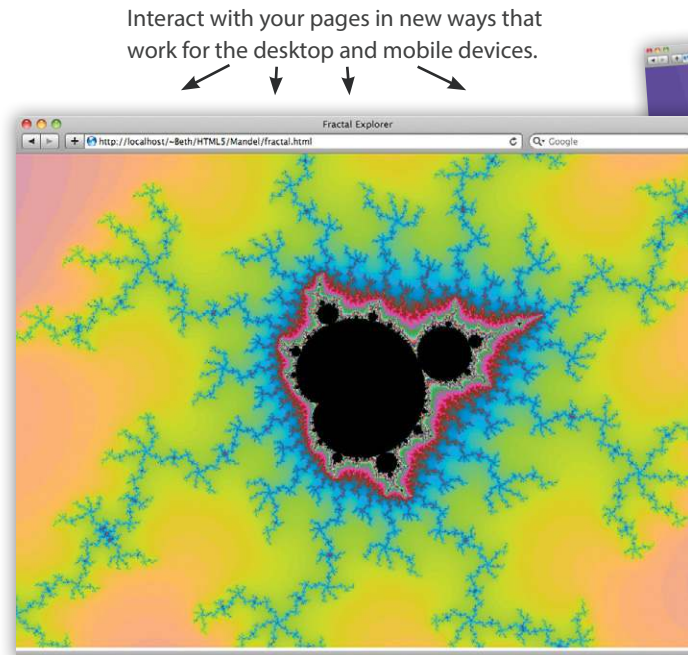 Interact with your pages in new ways that
work for the desktop and mobile devices.
Fractal Explorer
http://localhost/~Beth/HTML5/Mandel/fractal.html
Google